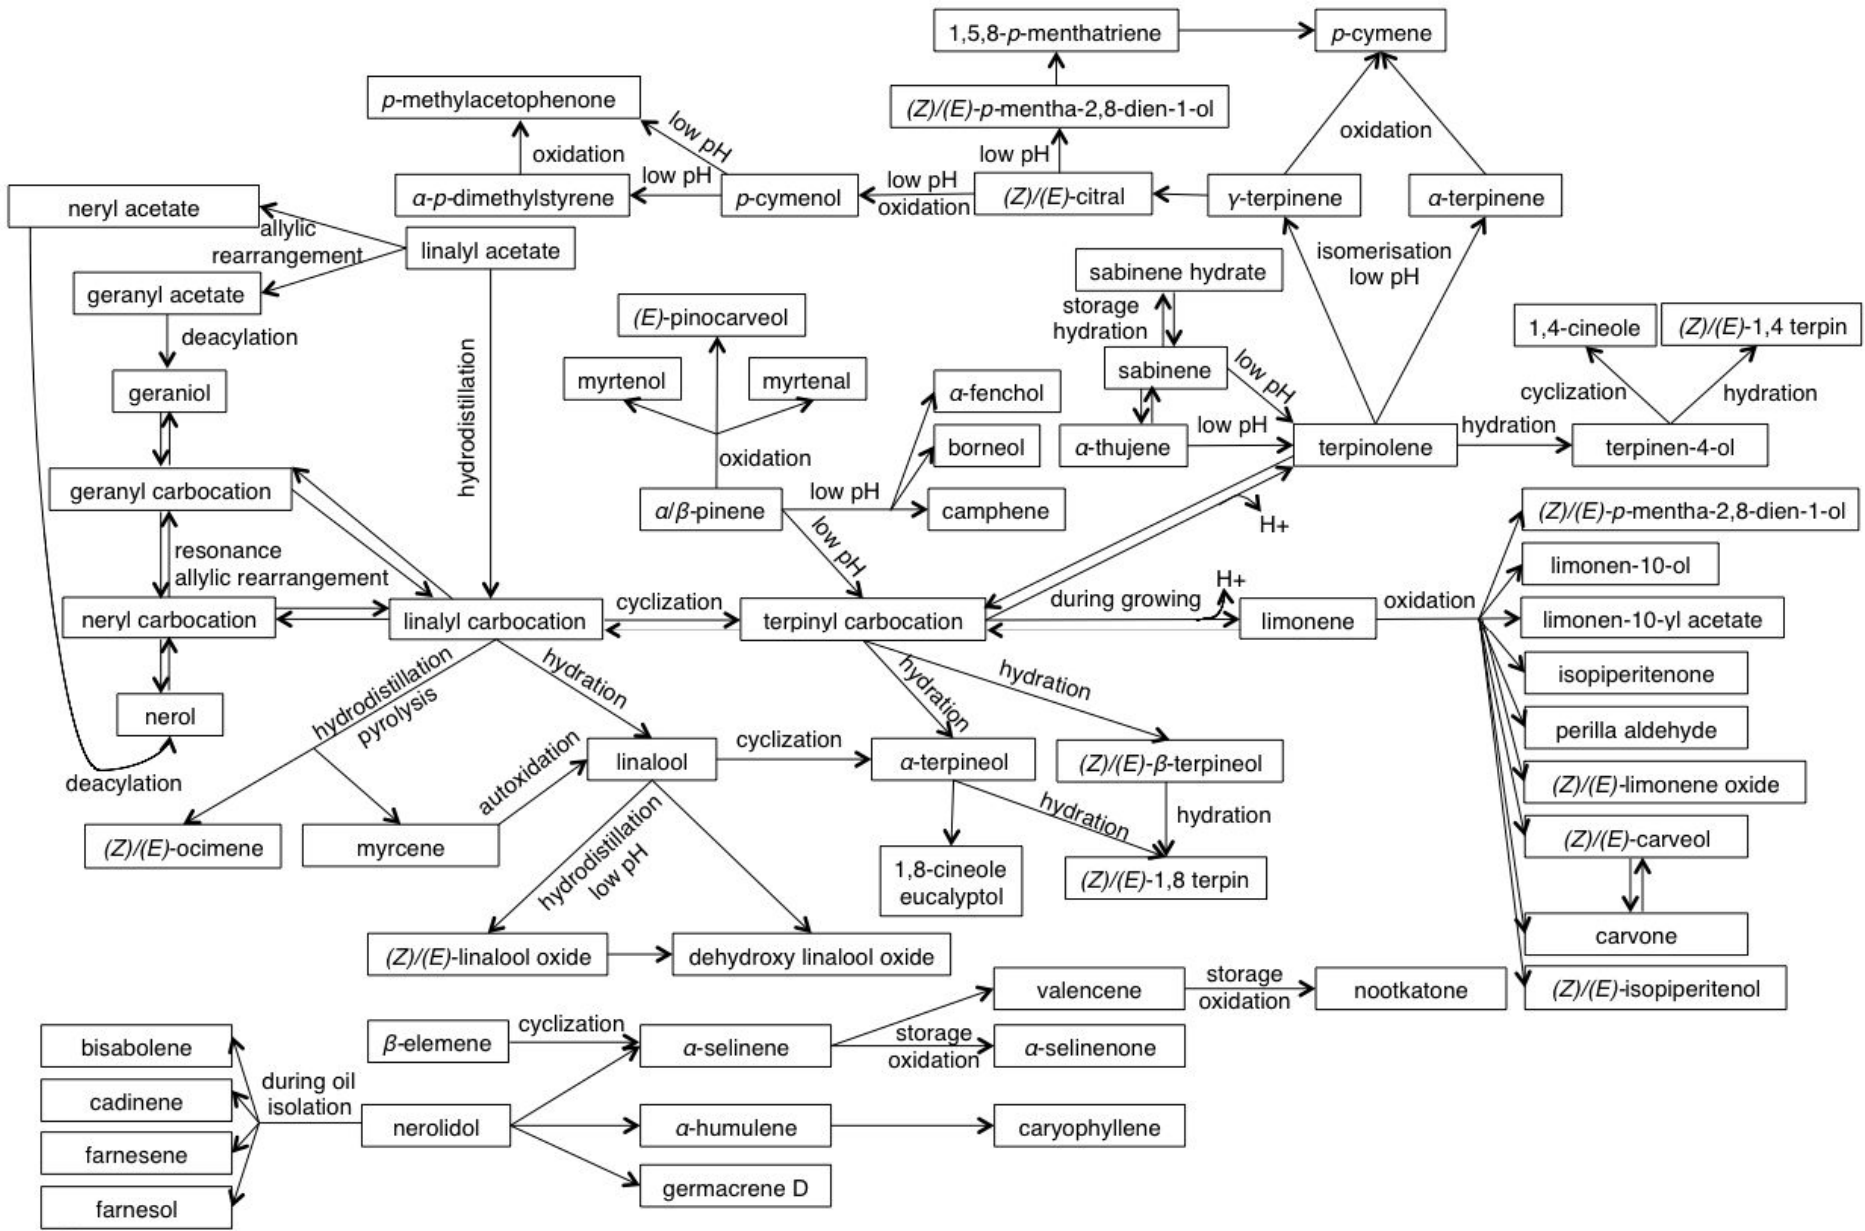 1,5,8-p-menthatriene
p-cymene
p-methylacetophenone
(Z)/(E)-p-mentha-2,8-dien-1-ol
low pH
oxidation
oxidation
low pH
low pH
low pH
oxidation
neryl acetate
α-p-dimethylstyrene
p-cymenol
(Z)/(E)-citral
γ-terpinene
α-terpinene
allylic
rearrangement
linalyl acetate
isomerisation
low pH
sabinene hydrate
geranyl acetate
storage
hydration
(E)-pinocarveol
1,4-cineole
(Z)/(E)-1,4 terpin
deacylation
hydrodistillation
sabinene
low pH
myrtenol
myrtenal
geraniol
α-fenchol
cyclization
hydration
low pH
hydration
borneol
α-thujene
terpinolene
terpinen-4-ol
oxidation
geranyl carbocation
low pH
α/β-pinene
camphene
(Z)/(E)-p-mentha-2,8-dien-1-ol
H+
low pH
resonance
allylic rearrangement
limonen-10-ol
H+
cyclization
during growing
oxidation
neryl carbocation
linalyl carbocation
terpinyl carbocation
limonene
limonen-10-yl acetate
hydrodistillation
pyrolysis
hydration
hydration
hydration
isopiperitenone
nerol
perilla aldehyde
autoxidation
cyclization
linalool
α-terpineol
(Z)/(E)-β-terpineol
deacylation
(Z)/(E)-limonene oxide
hydration
hydration
(Z)/(E)-ocimene
myrcene
hydrodistillation
low pH
(Z)/(E)-carveol
1,8-cineole
eucalyptol
(Z)/(E)-1,8 terpin
carvone
(Z)/(E)-linalool oxide
dehydroxy linalool oxide
valencene
storage
oxidation
nootkatone
(Z)/(E)-isopiperitenol
bisabolene
β-elemene
cyclization
α-selinene
storage
oxidation
α-selinenone
cadinene
during oil
isolation
nerolidol
α-humulene
caryophyllene
farnesene
germacrene D
farnesol